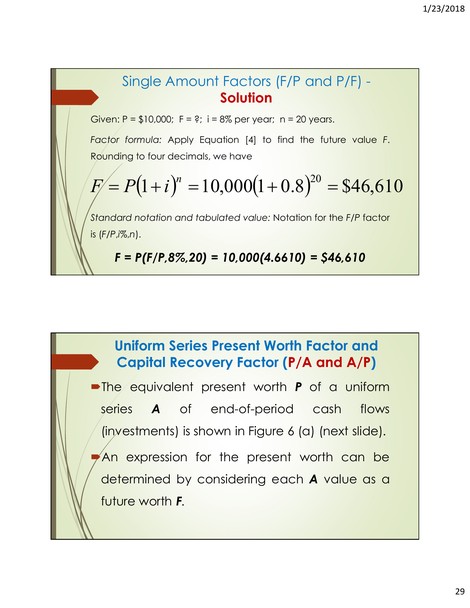 1/23/2018
Single Amount Factors (F/P and P/F) -
Solution
Given: P = $10,000; F = ?; i = 8% per year; n = 20 years.
Factor formula: Apply Equation [4] to find the future value F.
Rounding to four decimals, we have
F = P(1+i)ⁿ = 10,000(1+0.8)²⁰ = $46,610
Standard notation and tabulated value: Notation for the F/P factor
is (F/P,i%,n).
F = P(F/P,8%,20) = 10,000(4.6610) = $46,610
Uniform Series Present Worth Factor and
Capital Recovery Factor (P/A and A/P)
The equivalent present worth P of a uniform
series A of end-of-period cash flows
(investments) is shown in Figure 6 (a) (next slide).
An expression for the present worth can be
determined by considering each A value as a
future worth F.
29